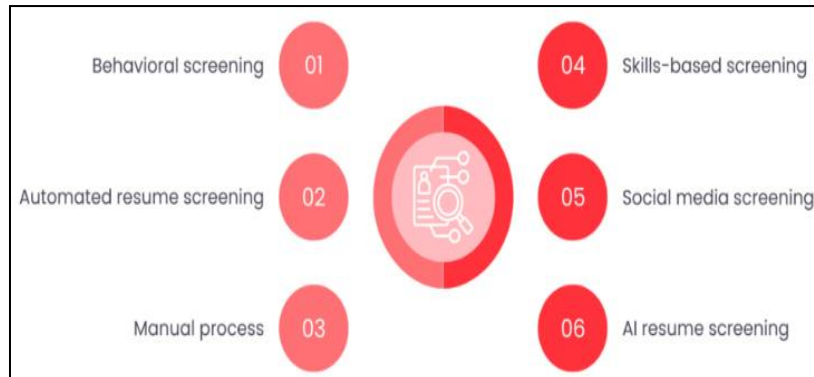 Behavioral screening
01
Automated resume screening
02
Manual process
03
04
Skills-based screening
05
Social media screening
06
AI resume screening